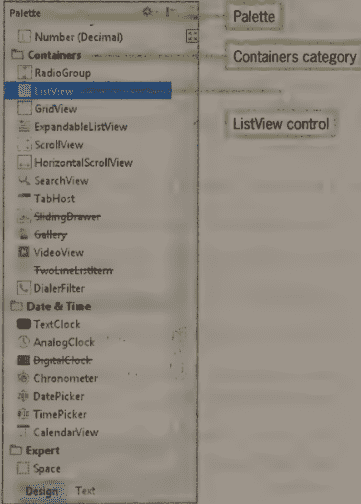 Palette
Number (Decimal)
Containers
RadioGroup
ListView
GridView
ExpandableListView
ScrollView
HorizontalScrollView
SearchView
TabHost
SlidingDrawer
Gallery
VideoView
TwoLineListItem
DialerFilter
Date & Time
TextClock
AnalogClock
DigitalClock
Chronometer
DatePicker
TimePicker
CalendarView
Expert
Space
Design Text
Palette
Containers category
ListView control